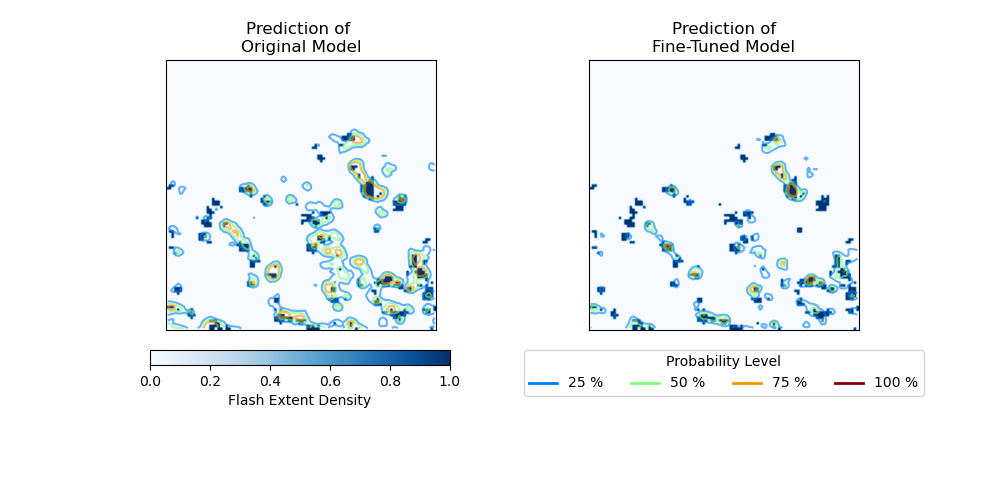 Prediction of
Original Model
Prediction of
Fine-Tuned Model
0.0 0.2 0.4 0.6 0.8 1.0
Flash Extent Density
Probability Level
25 % 50 % 75 % 100 %